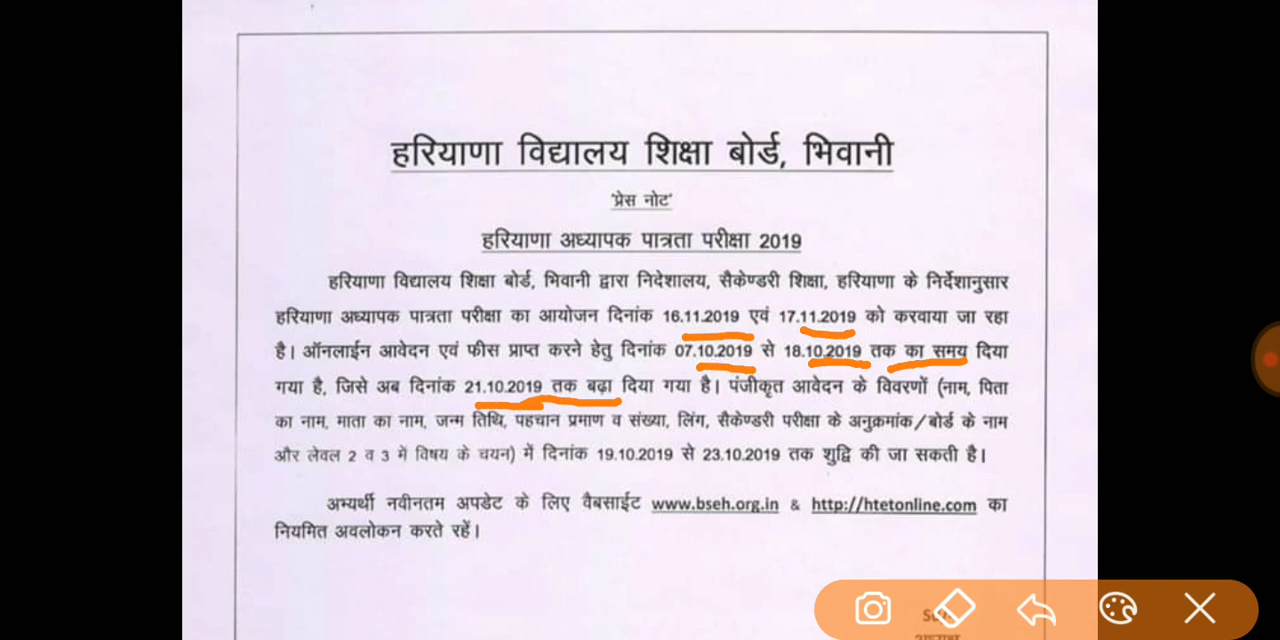 हरियाणा विद्यालय शिक्षा बोर्ड, भिवानी
'प्रेस नोट'
हरियाणा अध्यापक पात्रता परीक्षा 2019
हरियाणा विद्यालय शिक्षा बोर्ड, भिवानी द्वारा निदेशालय, सैकेण्डरी शिक्षा, हरियाणा के निर्देशानुसार
हरियाणा अध्यापक पात्रता परीक्षा का आयोजन दिनांक 16.11.2019 एवं 17.11.2019 को करवाया जा रहा
है। ऑनलाईन आवेदन एवं फीस प्राप्त करने हेतु दिनांक 07.10.2019 से 18.10.2019 तक का समय दिया
गया है, जिसे अब दिनांक 21.10.2019 तक बढ़ा दिया गया है। पंजीकृत आवेदन के विवरणों (नाम, पिता
का नाम, माता का नाम, जन्म तिथि, पहचान प्रमाण व संख्या, लिंग, सैकेण्डरी परीक्षा के अनुक्रमांक/बोर्ड के नाम
और लेवल 2 व 3 में विषय के चयन) में दिनांक 19.10.2019 से 23.10.2019 तक शुद्वि की जा सकती है।
अभ्यर्थी नवीनतम अपडेट के लिए वैबसाईट www.bseh.org.in & http://htetonline.com का
नियमित अवलोकन करते रहें।